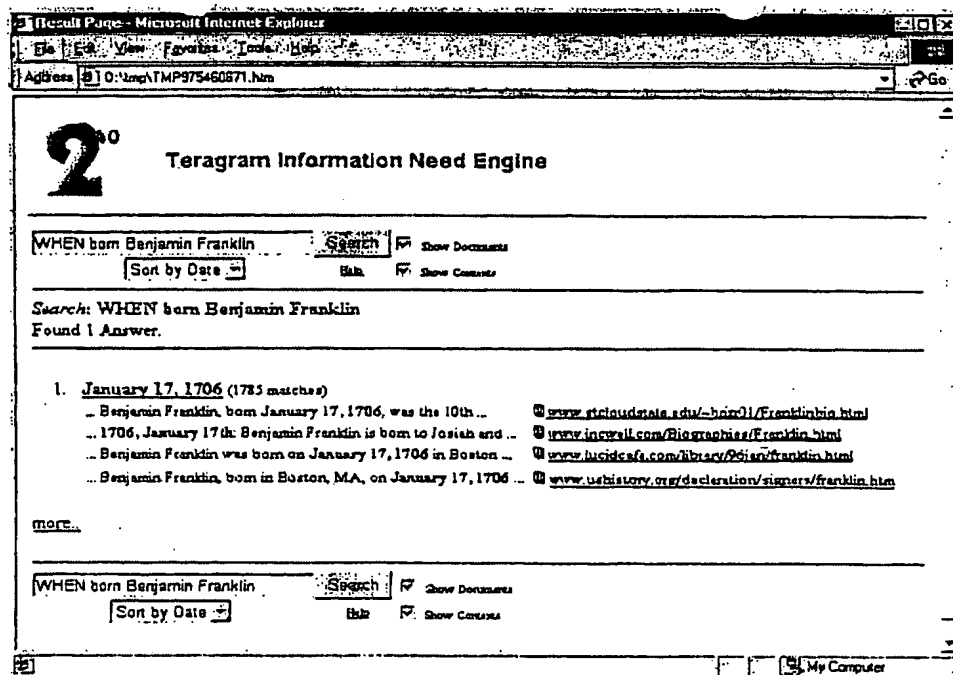 Result Page - Microsoft Internet Explorer
File Edit View Favorites Tools Help
Address D:\tmp\TMP975460871.htm Go
2
Teragram Information Need Engine
WHEN born Benjamin Franklin Search Show Documents
Sort by Date Help Show Contexts
Search: WHEN born Benjamin Franklin
Found 1 Answer.
1. January 17, 1706 (1785 matches)
... Benjamin Franklin, born January 17, 1706, was the 10th ... www.stcloudstate.edu/~hoir01/Franklinbio.html
... 1706, January 17th: Benjamin Franklin is born to Josiah and ... www.incwell.com/Biographies/Franklin.html
... Benjamin Franklin was born on January 17, 1706 in Boston ... www.lucidcafe.com/library/96jan/franklin.html
... Benjamin Franklin, born in Boston, MA, on January 17, 1706 ... www.ushistory.org/declaration/signers/franklin.htm
more...
WHEN born Benjamin Franklin Search Show Documents
Sort by Date Help Show Contexts
My Computer